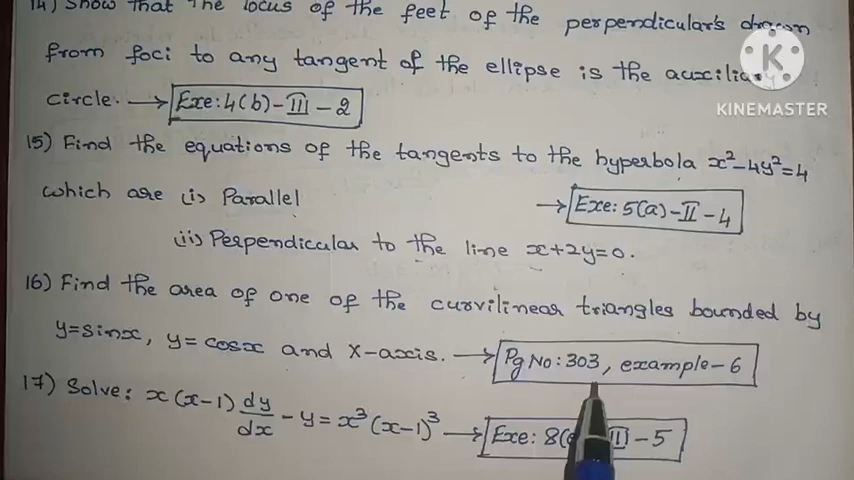 14) Show that the locus of the feet of the perpendicular's drawn
from foci to any tangent of the ellipse is the auxiliary
circle. → Exe: 4(b)-III-2
K
KINEMASTER
15) Find the equations of the tangents to the hyperbola x²-4y²=4
which are (i) Parallel → Exe: 5(a)-II-4
(ii) Perpendicular to the line x+2y=0.
16) Find the area of one of the curvilinear triangles bounded by
y=sinx, y=cosx and X-axis. → Pg No: 303, example-6
17) Solve: x(x-1) dy/dx - y = x³(x-1)³ → Exe: 8( III -5